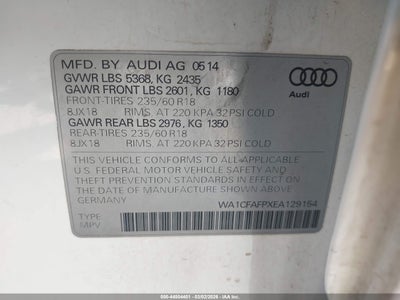 MFD. BY AUDI AG 05 14
GVWR LBS 5368, KG 2435
GAWR FRONT LBS 2601, KG 1180
FRONT-TIRES 235/60 R18
8JX18 RIMS, AT 220 KPA 32 PSI COLD
GAWR REAR LBS 2976, KG 1350
REAR-TIRES 235/60 R18
8JX18 RIMS, AT 220 KPA 32 PSI COLD
Audi
THIS VEHICLE CONFORMS TO ALL APPLICABLE
U.S. FEDERAL MOTOR VEHICLE SAFETY, BUMPER,
AND THEFT PREVENTION STANDARDS IN EFFECT
ON THE DATE OF MANUFACTURE SHOWN ABOVE.
TYPE:
MPV
WA1CFAFPXEA129154